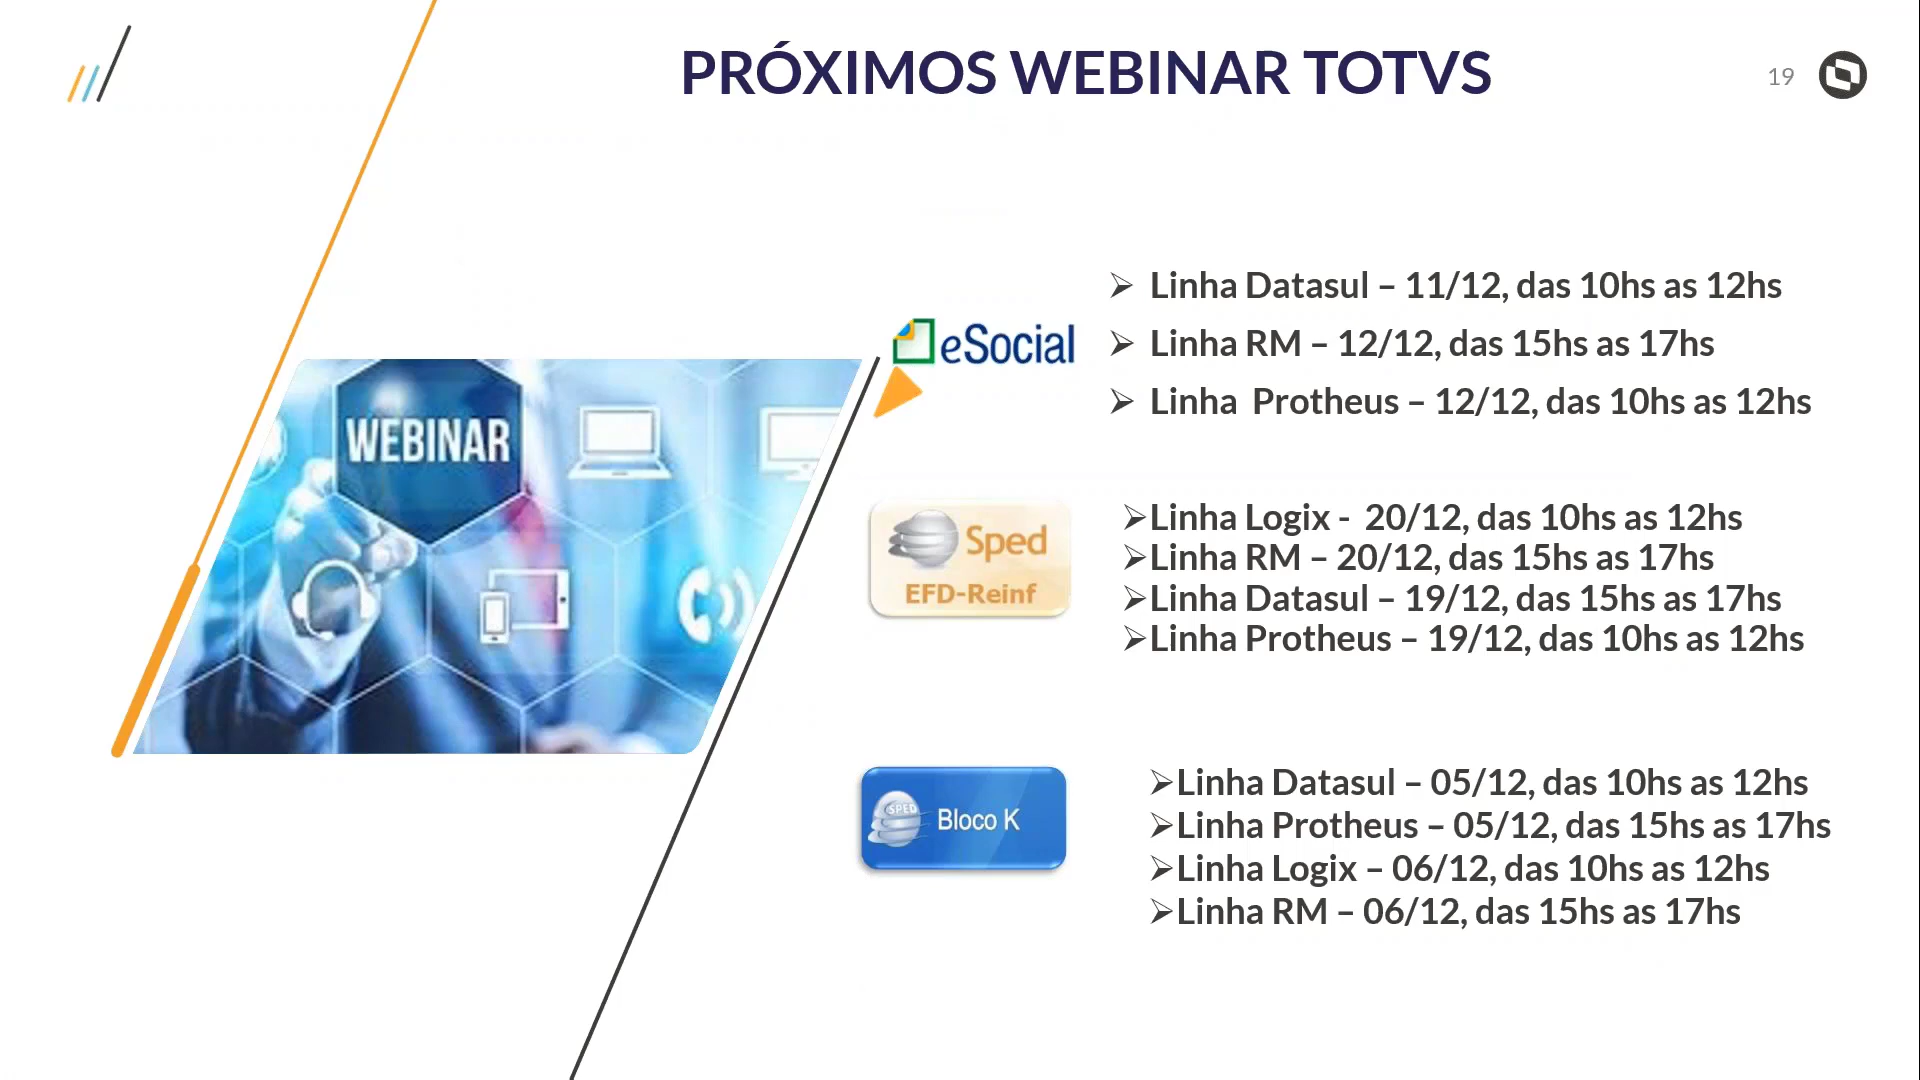 PRÓXIMOS WEBINAR TOTVS
19
WEBINAR
eSocial
➢ Linha Datasul – 11/12, das 10hs as 12hs
➢ Linha RM – 12/12, das 15hs as 17hs
➢ Linha  Protheus – 12/12, das 10hs as 12hs
Sped
EFD-Reinf
➢Linha Logix -  20/12, das 10hs as 12hs
➢Linha RM – 20/12, das 15hs as 17hs
➢Linha Datasul – 19/12, das 15hs as 17hs
➢Linha Protheus – 19/12, das 10hs as 12hs
SPED
Bloco K
➢Linha Datasul – 05/12, das 10hs as 12hs
➢Linha Protheus – 05/12, das 15hs as 17hs
➢Linha Logix – 06/12, das 10hs as 12hs
➢Linha RM – 06/12, das 15hs as 17hs